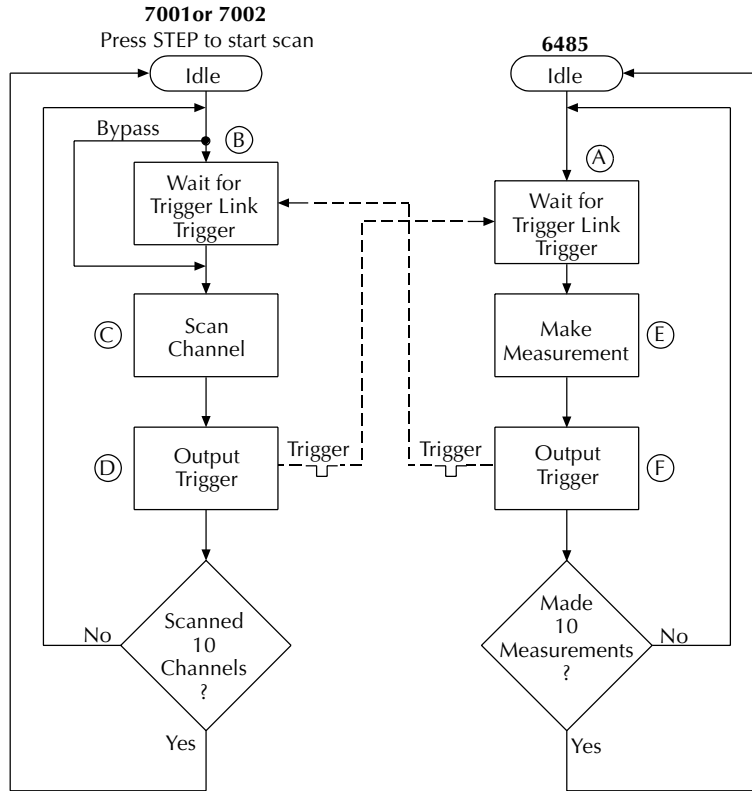 7001or 7002
Press STEP to start scan
Idle
Bypass
B
Wait for
Trigger Link
Trigger
C
Scan
Channel
D
Output
Trigger
Trigger
Scanned
10
Channels
?
No
Yes
6485
Idle
A
Wait for
Trigger Link
Trigger
Make
Measurement
E
Trigger
Output
Trigger
F
Made
10
Measurements
?
No
Yes